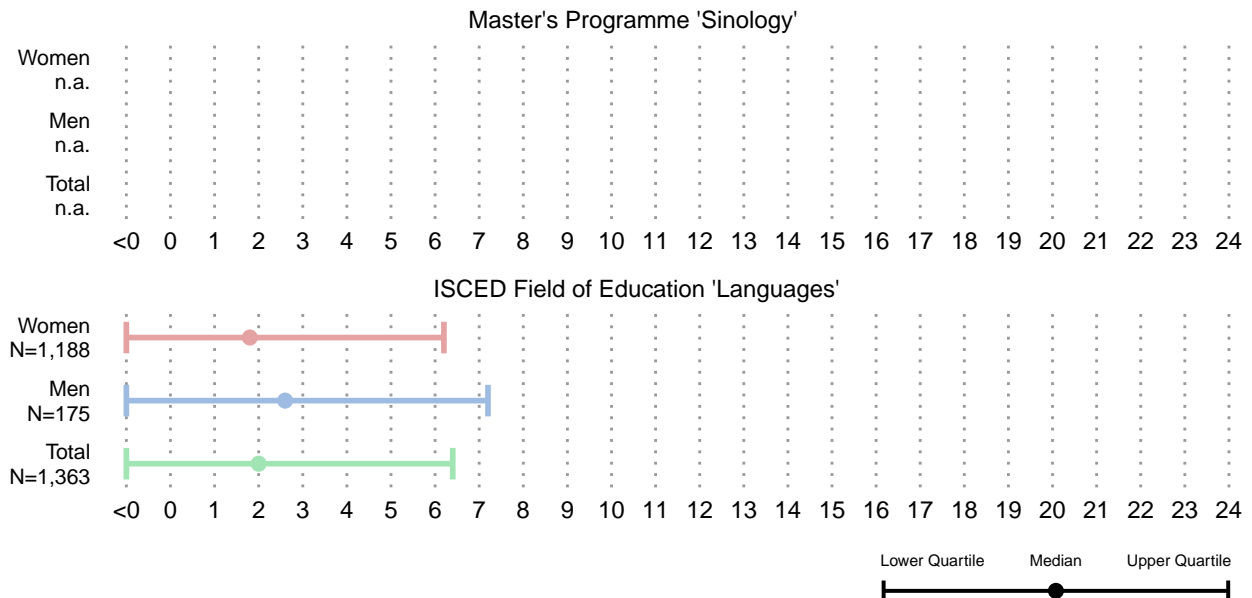 Master's Programme 'Sinology'
Women
n.a.
Men
n.a.
Total
n.a.
<0 0 1 2 3 4 5 6 7 8 9 10 11 12 13 14 15 16 17 18 19 20 21 22 23 24
ISCED Field of Education 'Languages'
Women
N=1,188
Men
N=175
Total
N=1,363
<0 0 1 2 3 4 5 6 7 8 9 10 11 12 13 14 15 16 17 18 19 20 21 22 23 24
Lower Quartile Median Upper Quartile